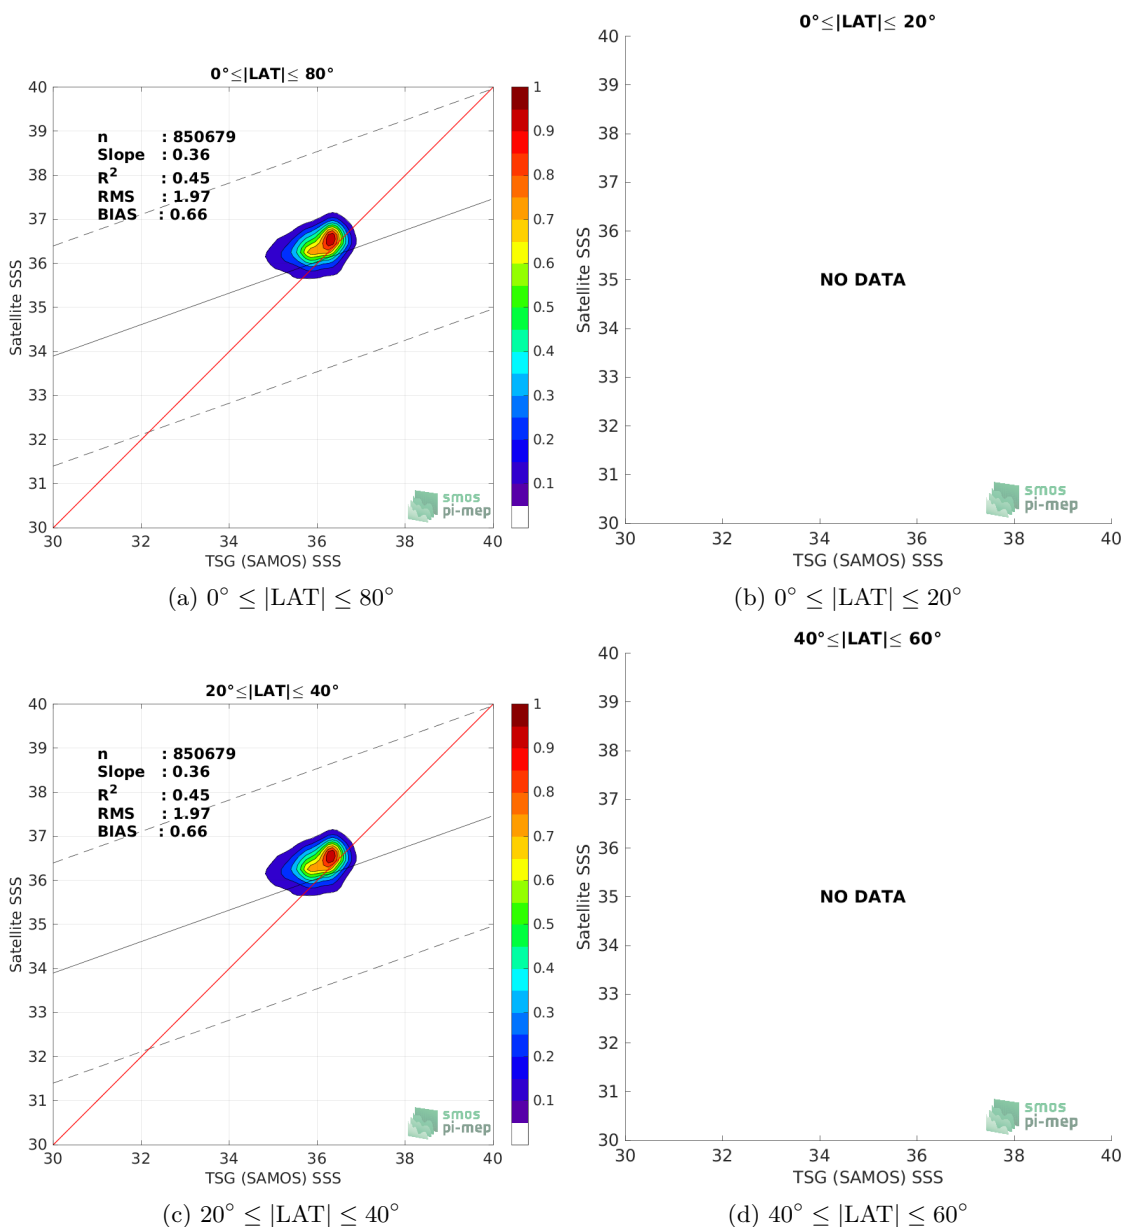 0°≤|LAT|≤ 80°
40
39
38
37
36
35
34
33
32
31
30
n : 850679
Slope : 0.36
R² : 0.45
RMS : 1.97
BIAS : 0.66
1
0.9
0.8
0.7
0.6
0.5
0.4
0.3
0.2
0.1
smos
pi-mep
30 32 34 36 38 40
TSG (SAMOS) SSS
Satellite SSS
(a) 0° ≤ |LAT| ≤ 80°
0°≤|LAT|≤ 20°
40
39
38
37
36
35
34
33
32
31
30
NO DATA
smos
pi-mep
30 32 34 36 38 40
TSG (SAMOS) SSS
Satellite SSS
(b) 0° ≤ |LAT| ≤ 20°
20°≤|LAT|≤ 40°
40
39
38
37
36
35
34
33
32
31
30
n : 850679
Slope : 0.36
R² : 0.45
RMS : 1.97
BIAS : 0.66
1
0.9
0.8
0.7
0.6
0.5
0.4
0.3
0.2
0.1
smos
pi-mep
30 32 34 36 38 40
TSG (SAMOS) SSS
Satellite SSS
(c) 20° ≤ |LAT| ≤ 40°
40°≤|LAT|≤ 60°
40
39
38
37
36
35
34
33
32
31
30
NO DATA
smos
pi-mep
30 32 34 36 38 40
TSG (SAMOS) SSS
Satellite SSS
(d) 40° ≤ |LAT| ≤ 60°